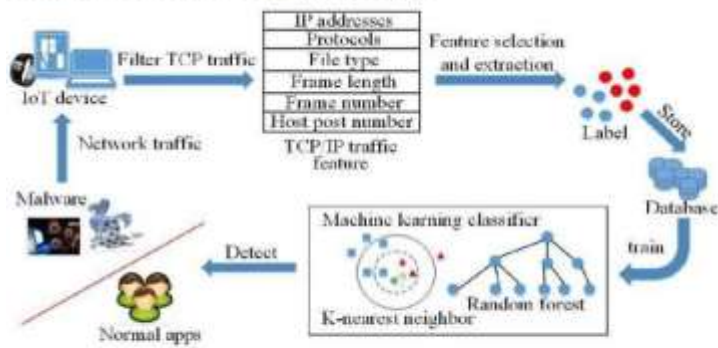 IP addresses
Protocols
File type
Frame length
Frame number
Host post number
TCP/IP traffic
feature
Filter TCP traffic
Feature selection
and extraction
IoT device
Label
Store
Database
Network traffic
Malware
Machine learning classifier
train
Detect
Random forest
K-nearest neighbor
Normal apps